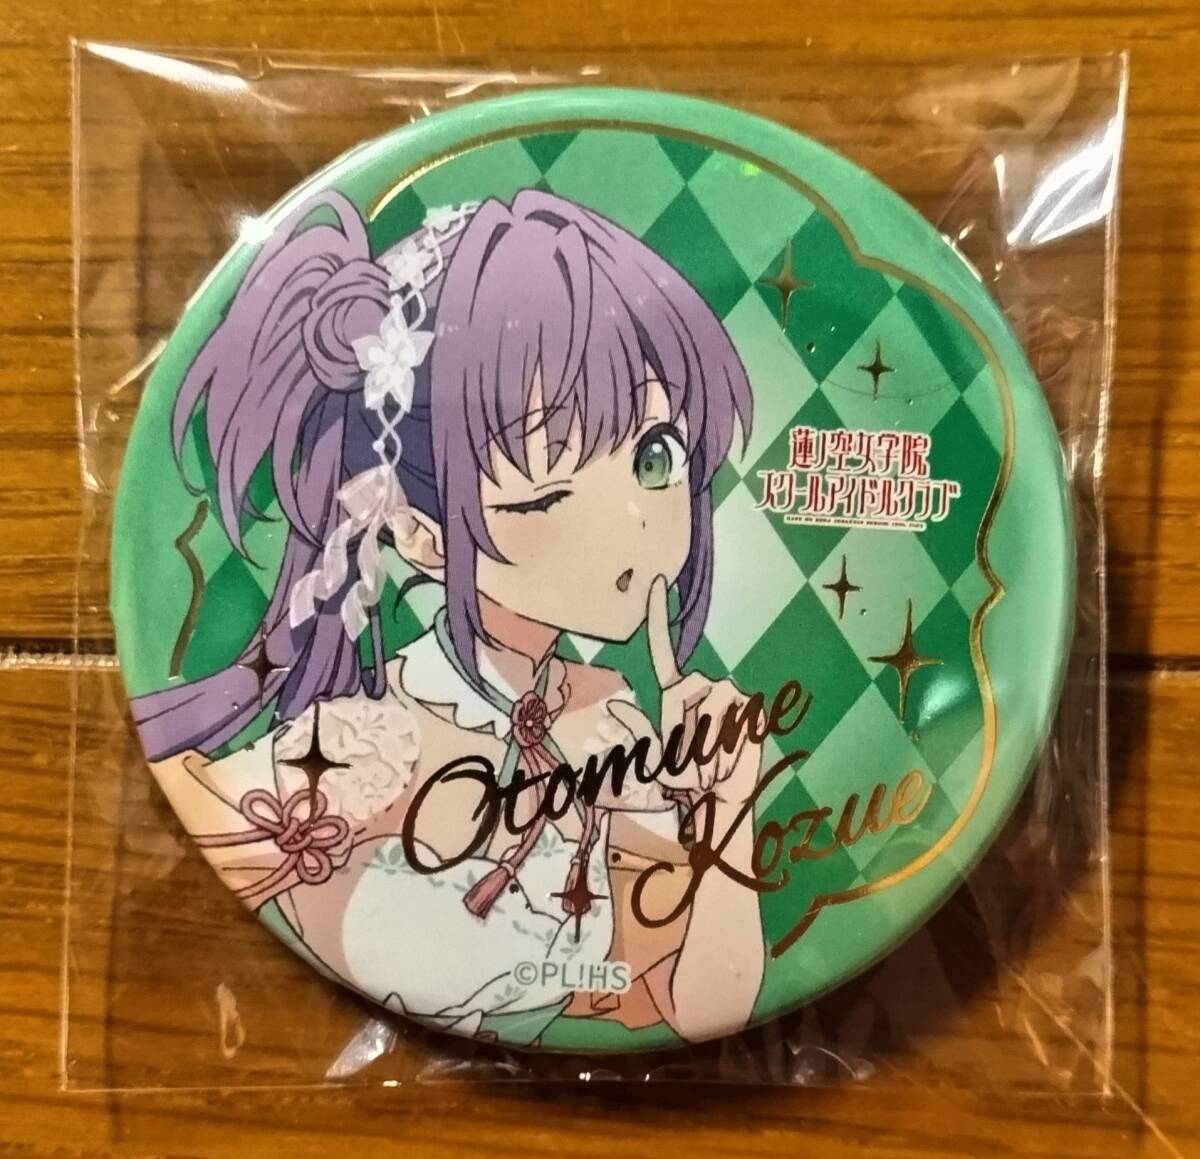 蓮ノ空女学院
スクールアイドルクラブ
Otomune
Kozue
©PL!HS